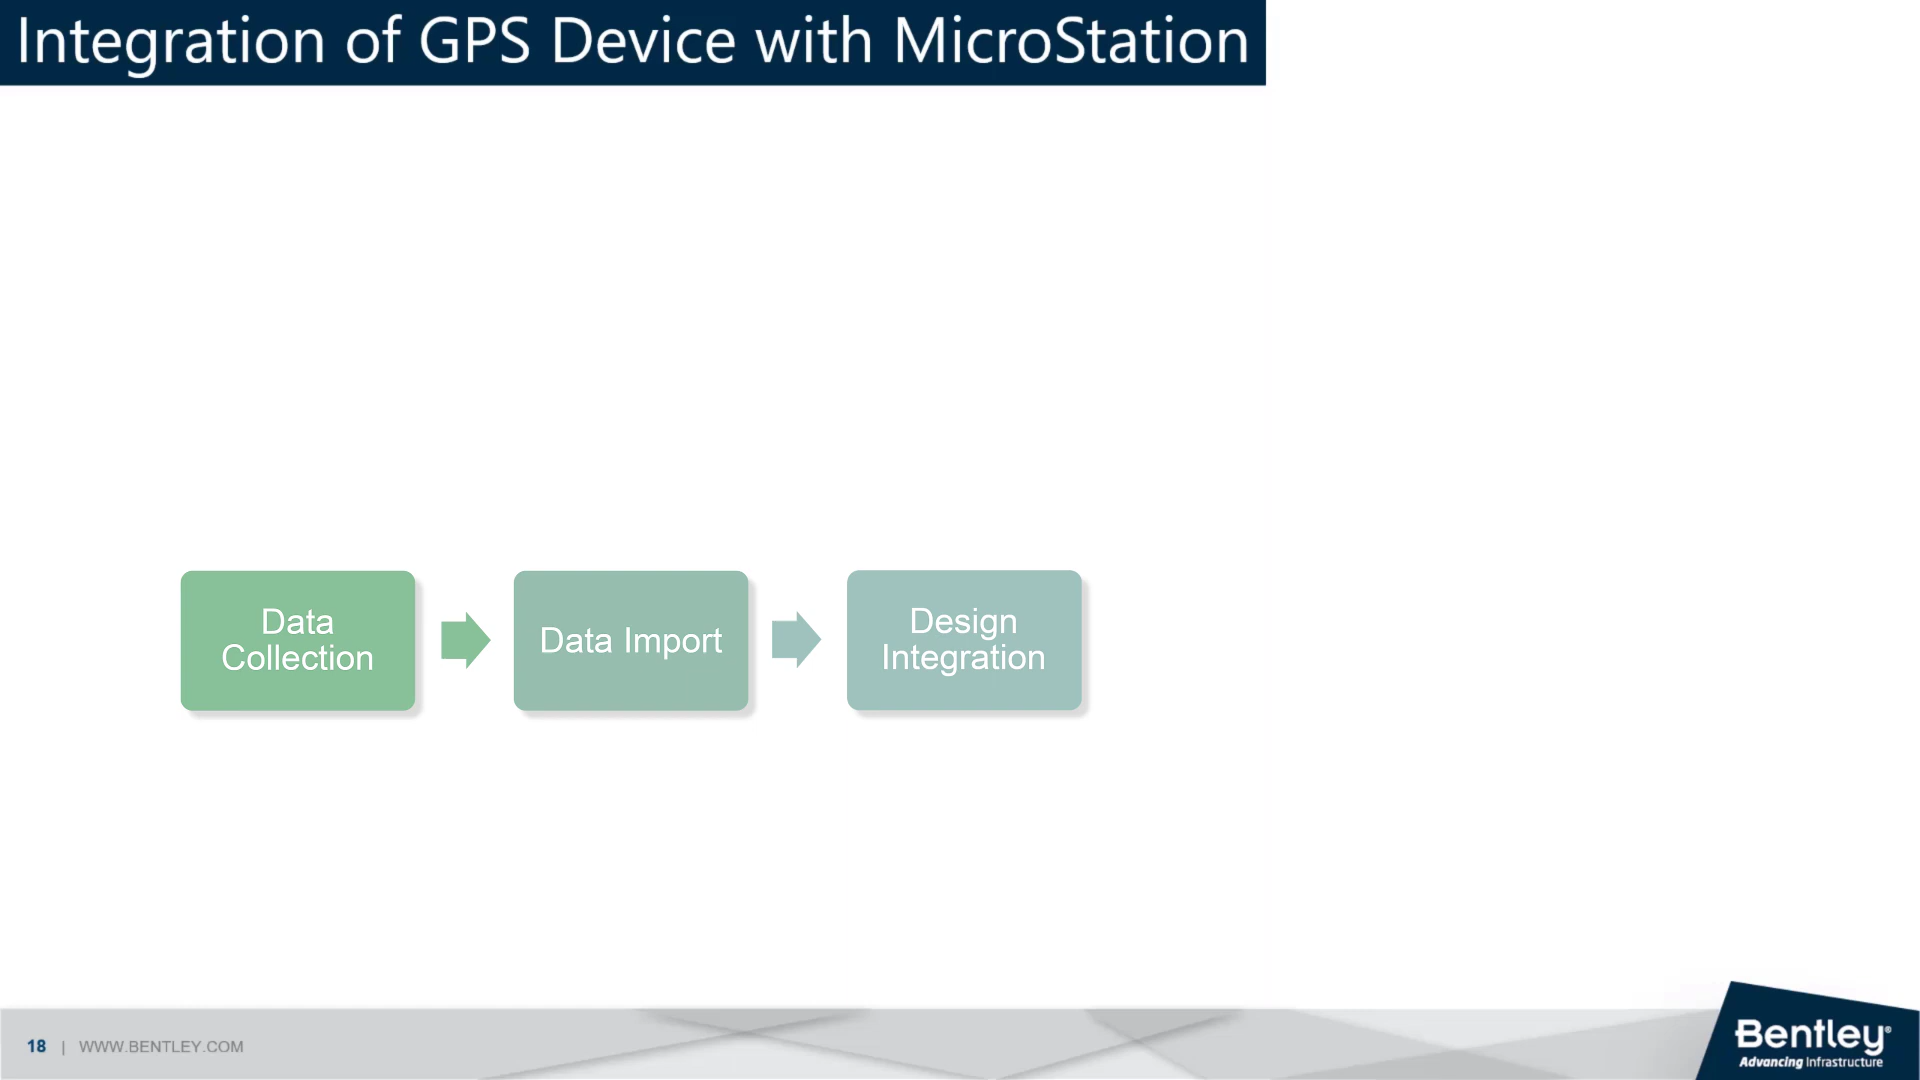 Integration of GPS Device with MicroStation
Data
Collection
Data Import
Design
Integration
18 | WWW.BENTLEY.COM
Bentley®
Advancing Infrastructure